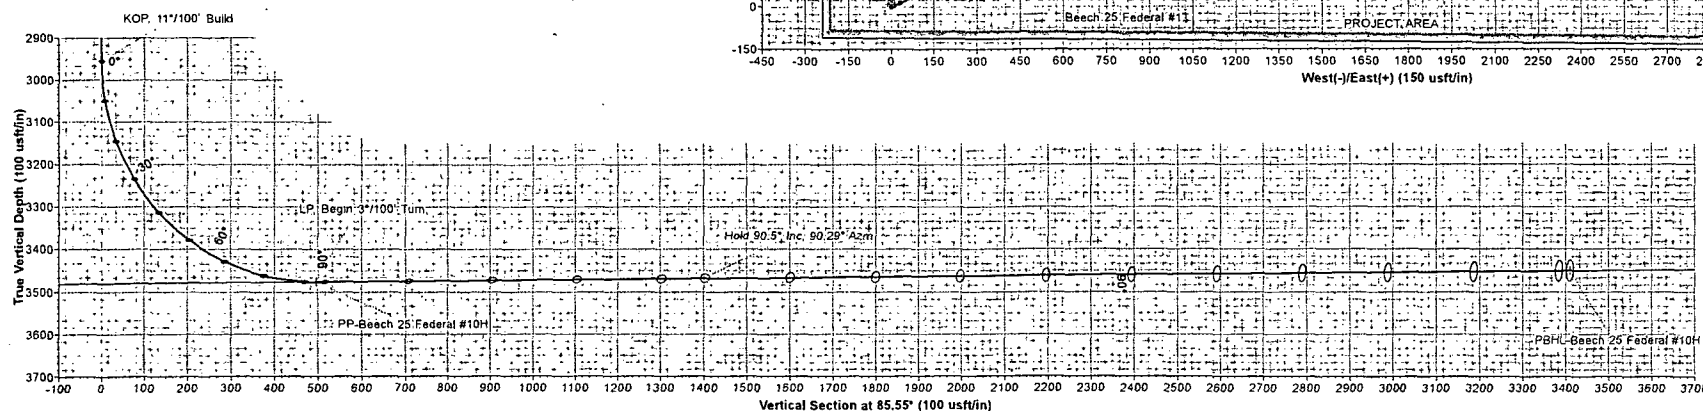 KOP, 11°/100' Build
2900
3000
3100
3200
3300
3400
3500
3600
3700
True Vertical Depth (100 usft/in)
0°
30°
60°
90°
LP, Begin 3°/100' Turn
Hold 90.5° Inc, 90.29° Azm
90°
PP-Beech 25 Federal #10H
PBHL-Beech 25 Federal #10H
-100 0 100 200 300 400 500 600 700 800 900 1000 1100 1200 1300 1400 1500 1600 1700 1800 1900 2000 2100 2200 2300 2400 2500 2600 2700 2800 2900 3000 3100 3200 3300 3400 3500 3600 3700
Vertical Section at 85.55° (100 usft/in)
0
-150
Beech 25 Federal
PROJECT AREA
-450 -300 -150 0 150 300 450 600 750 900 1050 1200 1350 1500 1650 1800 1950 2100 2250 2400 2550 2700
West(-)/East(+) (150 usft/in)